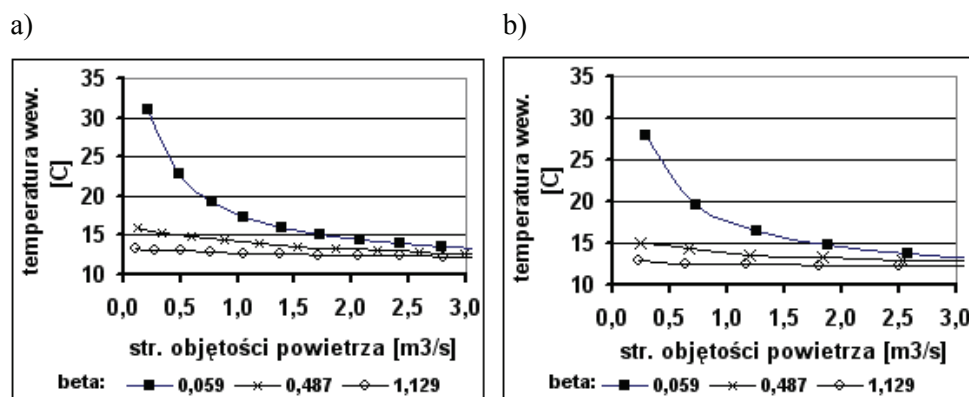 a)
b)
temperatura wew.
[C]
35
30
25
20
15
10
0,0 0,5 1,0 1,5 2,0 2,5 3,0
str. objętości powietrza [m3/s]
beta: 0,059 0,487 1,129
temperatura wew.
[C]
35
30
25
20
15
10
0,0 0,5 1,0 1,5 2,0 2,5 3,0
str. objętości powietrza [m3/s]
beta: 0,059 0,487 1,129